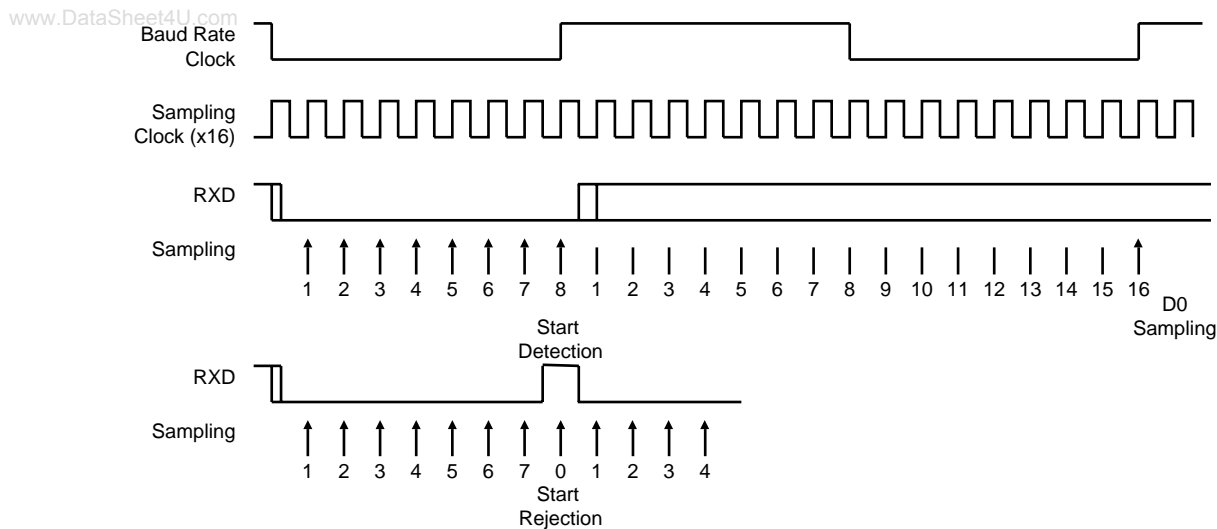 www.DataSheet4U.com
Baud Rate
Clock
Sampling
Clock (x16)
RXD
Sampling
1 2 3 4 5 6 7 8 1 2 3 4 5 6 7 8 9 10 11 12 13 14 15 16
D0
Sampling
Start
Detection
RXD
Sampling
1 2 3 4 5 6 7 0 1 2 3 4
Start
Rejection